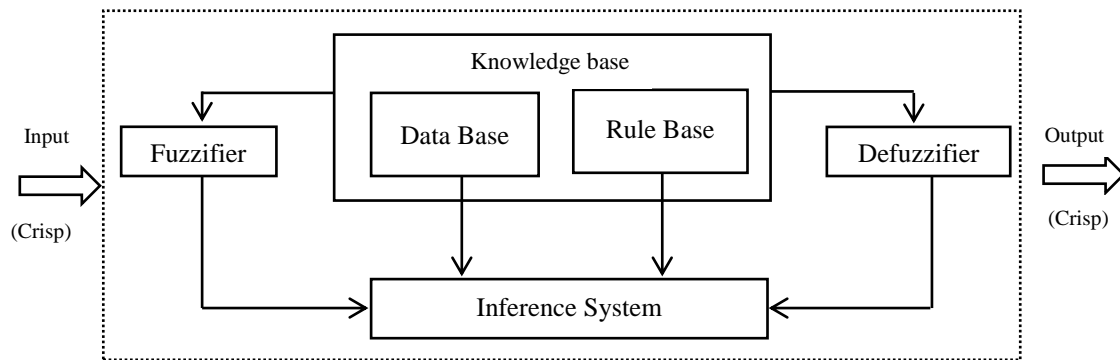 Knowledge base
Data Base
Rule Base
Input
(Crisp)
Fuzzifier
Defuzzifier
Output
(Crisp)
Inference System